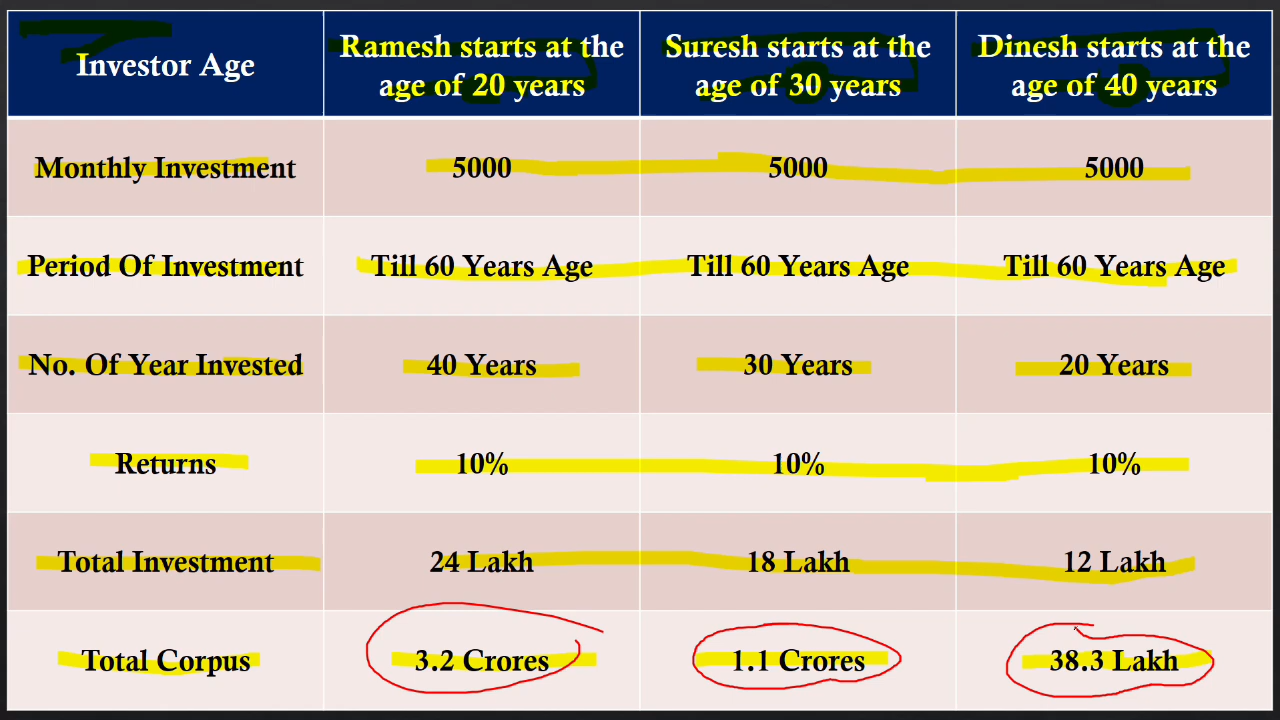 Investor Age
Ramesh starts at the
age of 20 years
Suresh starts at the
age of 30 years
Dinesh starts at the
age of 40 years
Monthly Investment
5000
5000
5000
Period Of Investment
Till 60 Years Age
Till 60 Years Age
Till 60 Years Age
No. Of Year Invested
40 Years
30 Years
20 Years
Returns
10%
10%
10%
Total Investment
24 Lakh
18 Lakh
12 Lakh
Total Corpus
3.2 Crores
1.1 Crores
38.3 Lakh